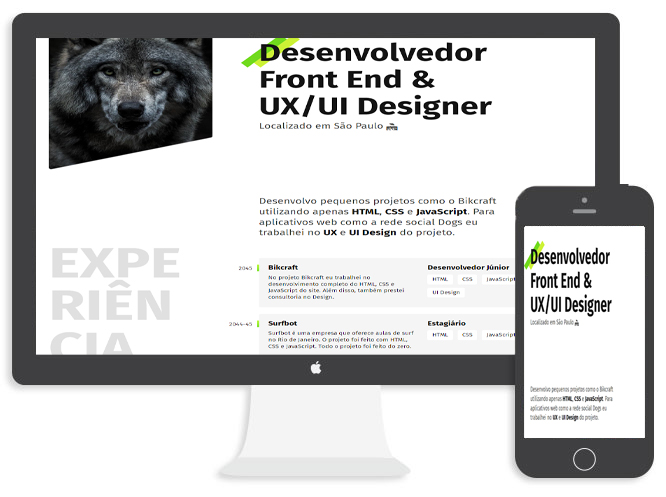 Desenvolvedor
Front End &
UX/UI Designer
Localizado em São Paulo
Desenvolvo pequenos projetos como o Bikcraft
utilizando apenas HTML, CSS e JavaScript. Para
aplicativos web como a rede social Dogs eu
trabalhei no UX e UI Design do projeto.
EXPE
RIÊN
CIA
2045
Bikcraft
No projeto Bikcraft eu trabalhei no
desenvolvimento completo do HTML, CSS e
JavaScript do site. Além disso, também prestei
consultoria no Design.
Desenvolvedor Júnior
HTML CSS JavaScript
UI Design
2044-45
Surfbot
Surfbot é uma empresa que oferece aulas de surf
no Rio de Janeiro. O projeto foi feito com HTML,
CSS e JavaScript. Todo o projeto foi feito do zero.
Estagiário
HTML CSS JavaScript
Desenvolvedor
Front End &
UX/UI Designer
Localizado em São Paulo
Desenvolvo pequenos projetos como o Bikcraft
utilizando apenas HTML, CSS e JavaScript. Para
aplicativos web como a rede social Dogs eu
trabalhei no UX e UI Design do projeto.